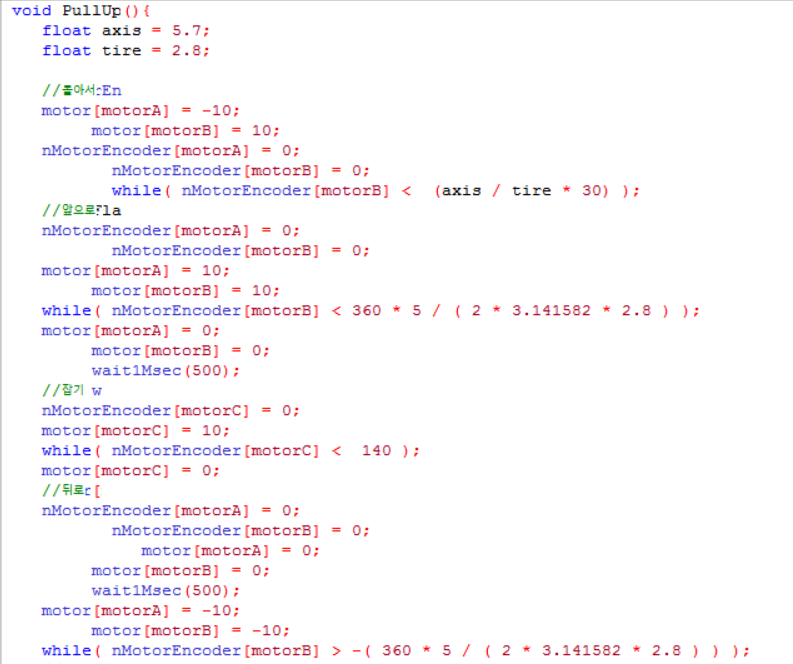 void PullUp(){
float axis = 5.7;
float tire = 2.8;
//돌아서rEn
motor[motorA] = -10;
motor[motorB] = 10;
nMotorEncoder[motorA] = 0;
nMotorEncoder[motorB] = 0;
while( nMotorEncoder[motorB] <  (axis / tire * 30) );
//앞으로Fla
nMotorEncoder[motorA] = 0;
nMotorEncoder[motorB] = 0;
motor[motorA] = 10;
motor[motorB] = 10;
while( nMotorEncoder[motorB] < 360 * 5 / ( 2 * 3.141582 * 2.8 ) );
motor[motorA] = 0;
motor[motorB] = 0;
wait1Msec(500);
//잡기 w
nMotorEncoder[motorC] = 0;
motor[motorC] = 10;
while( nMotorEncoder[motorC] <  140 );
motor[motorC] = 0;
//뒤로r[
nMotorEncoder[motorA] = 0;
nMotorEncoder[motorB] = 0;
motor[motorA] = 0;
motor[motorB] = 0;
wait1Msec(500);
motor[motorA] = -10;
motor[motorB] = -10;
while( nMotorEncoder[motorB] > -( 360 * 5 / ( 2 * 3.141582 * 2.8 ) ) );